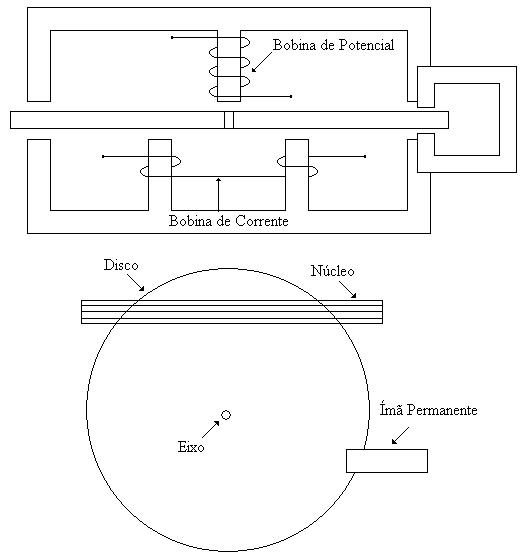 Bobina de Potencial
Bobina de Corrente
Disco
Núcleo
Ímã Permanente
Eixo